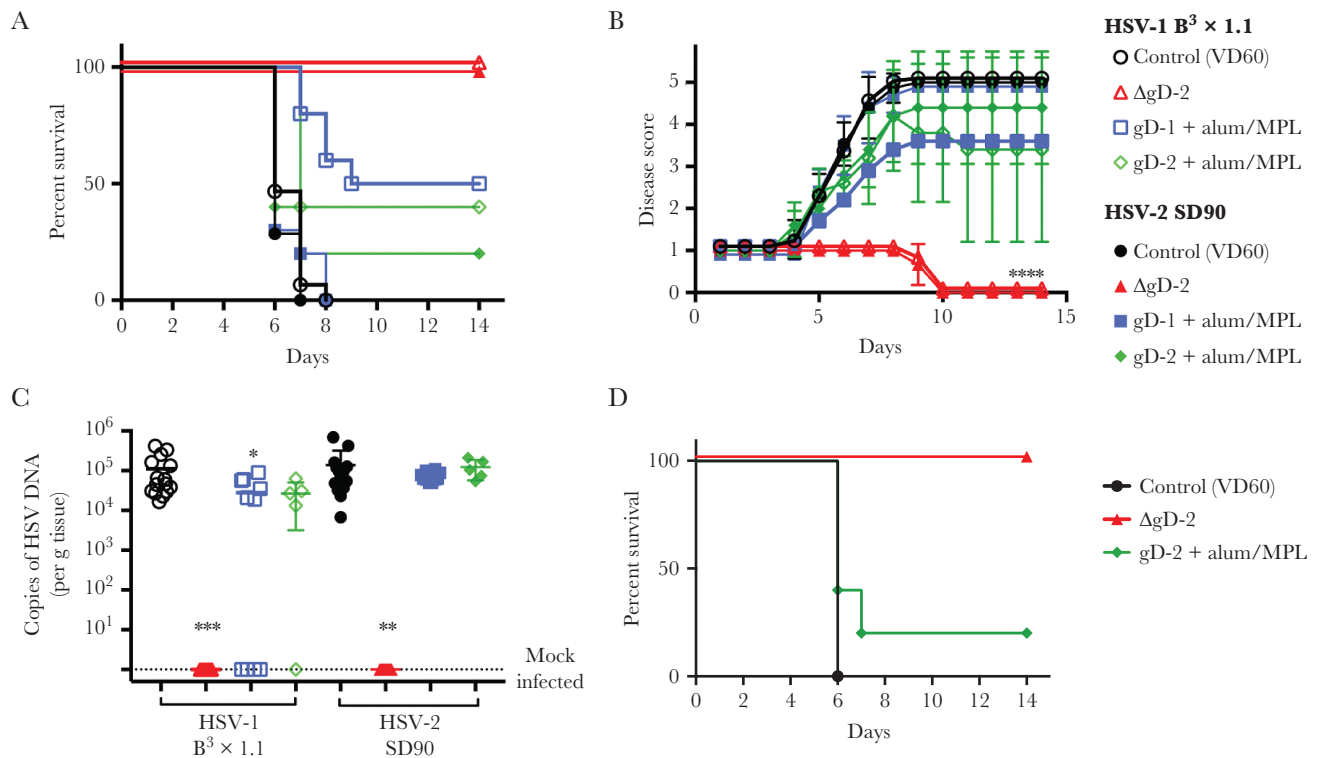 A
Percent survival
100
50
0
0 2 4 6 8 10 12 14
Days
B
Disease score
5
4
3
2
1
0
****
0 5 10 15
Days
HSV-1 B³ × 1.1
Control (VD60)
ΔgD-2
gD-1 + alum/MPL
gD-2 + alum/MPL
HSV-2 SD90
Control (VD60)
ΔgD-2
gD-1 + alum/MPL
gD-2 + alum/MPL
C
Copies of HSV DNA
(per g tissue)
10⁶
10⁵
10⁴
10³
10²
10¹
*
*** **
Mock
infected
HSV-1
B³ × 1.1
HSV-2
SD90
D
Percent survival
100
50
0
0 2 4 6 8 10 12 14
Days
Control (VD60)
ΔgD-2
gD-2 + alum/MPL